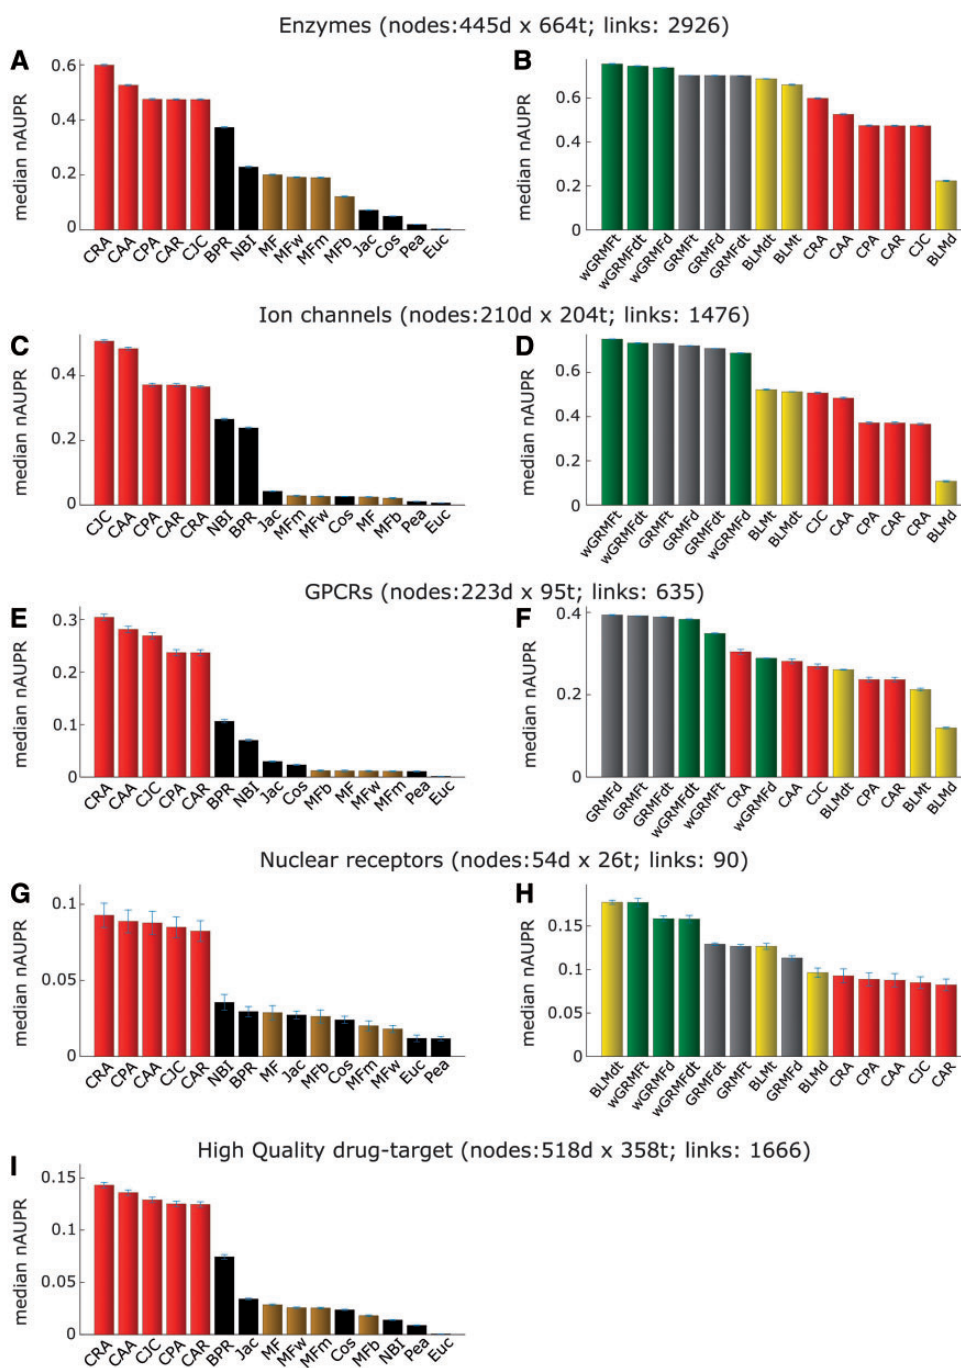 Enzymes (nodes:445d x 664t; links: 2926)
A
median nAUPR
0.6
0.4
0.2
0
CRA CAA CPA CAR CJC BPR NBI MF MFw MFm MFb Jac Cos Pea Euc
B
median nAUPR
0.6
0.4
0.2
0
wGRMFt wGRMFdt wGRMFd GRMFt GRMFd GRMFdt BLMdt BLMt CRA CAA CPA CAR CJC BLMd
Ion channels (nodes:210d x 204t; links: 1476)
C
median nAUPR
0.4
0.2
0
CJC CAA CPA CAR CRA NBI BPR Jac MFm MFw Cos MF MFb Pea Euc
D
median nAUPR
0.6
0.4
0.2
0
wGRMFt wGRMFdt GRMFt GRMFd GRMFdt wGRMFd BLMt BLMdt CJC CAA CPA CAR CRA BLMd
GPCRs (nodes:223d x 95t; links: 635)
E
median nAUPR
0.3
0.2
0.1
0
CRA CAA CJC CPA CAR BPR NBI Jac Cos MFb MF MFw MFm Pea Euc
F
median nAUPR
0.4
0.2
0
GRMFd GRMFt GRMFdt wGRMFdt wGRMFt CRA wGRMFd CAA CJC BLMdt CPA CAR BLMt BLMd
Nuclear receptors (nodes:54d x 26t; links: 90)
G
median nAUPR
0.1
0.05
0
CRA CPA CAA CJC CAR NBI BPR MF Jac MFb Cos MFm MFw Euc Pea
H
median nAUPR
0.15
0.1
0.05
0
BLMdt wGRMFt wGRMFd wGRMFdt GRMFdt GRMFt BLMt GRMFd BLMd CRA CPA CAA CJC CAR
High Quality drug-target (nodes:518d x 358t; links: 1666)
I
median nAUPR
0.15
0.1
0.05
0
CRA CAA CJC CPA CAR BPR Jac MF MFw MFm Cos MFb NBI Pea Euc